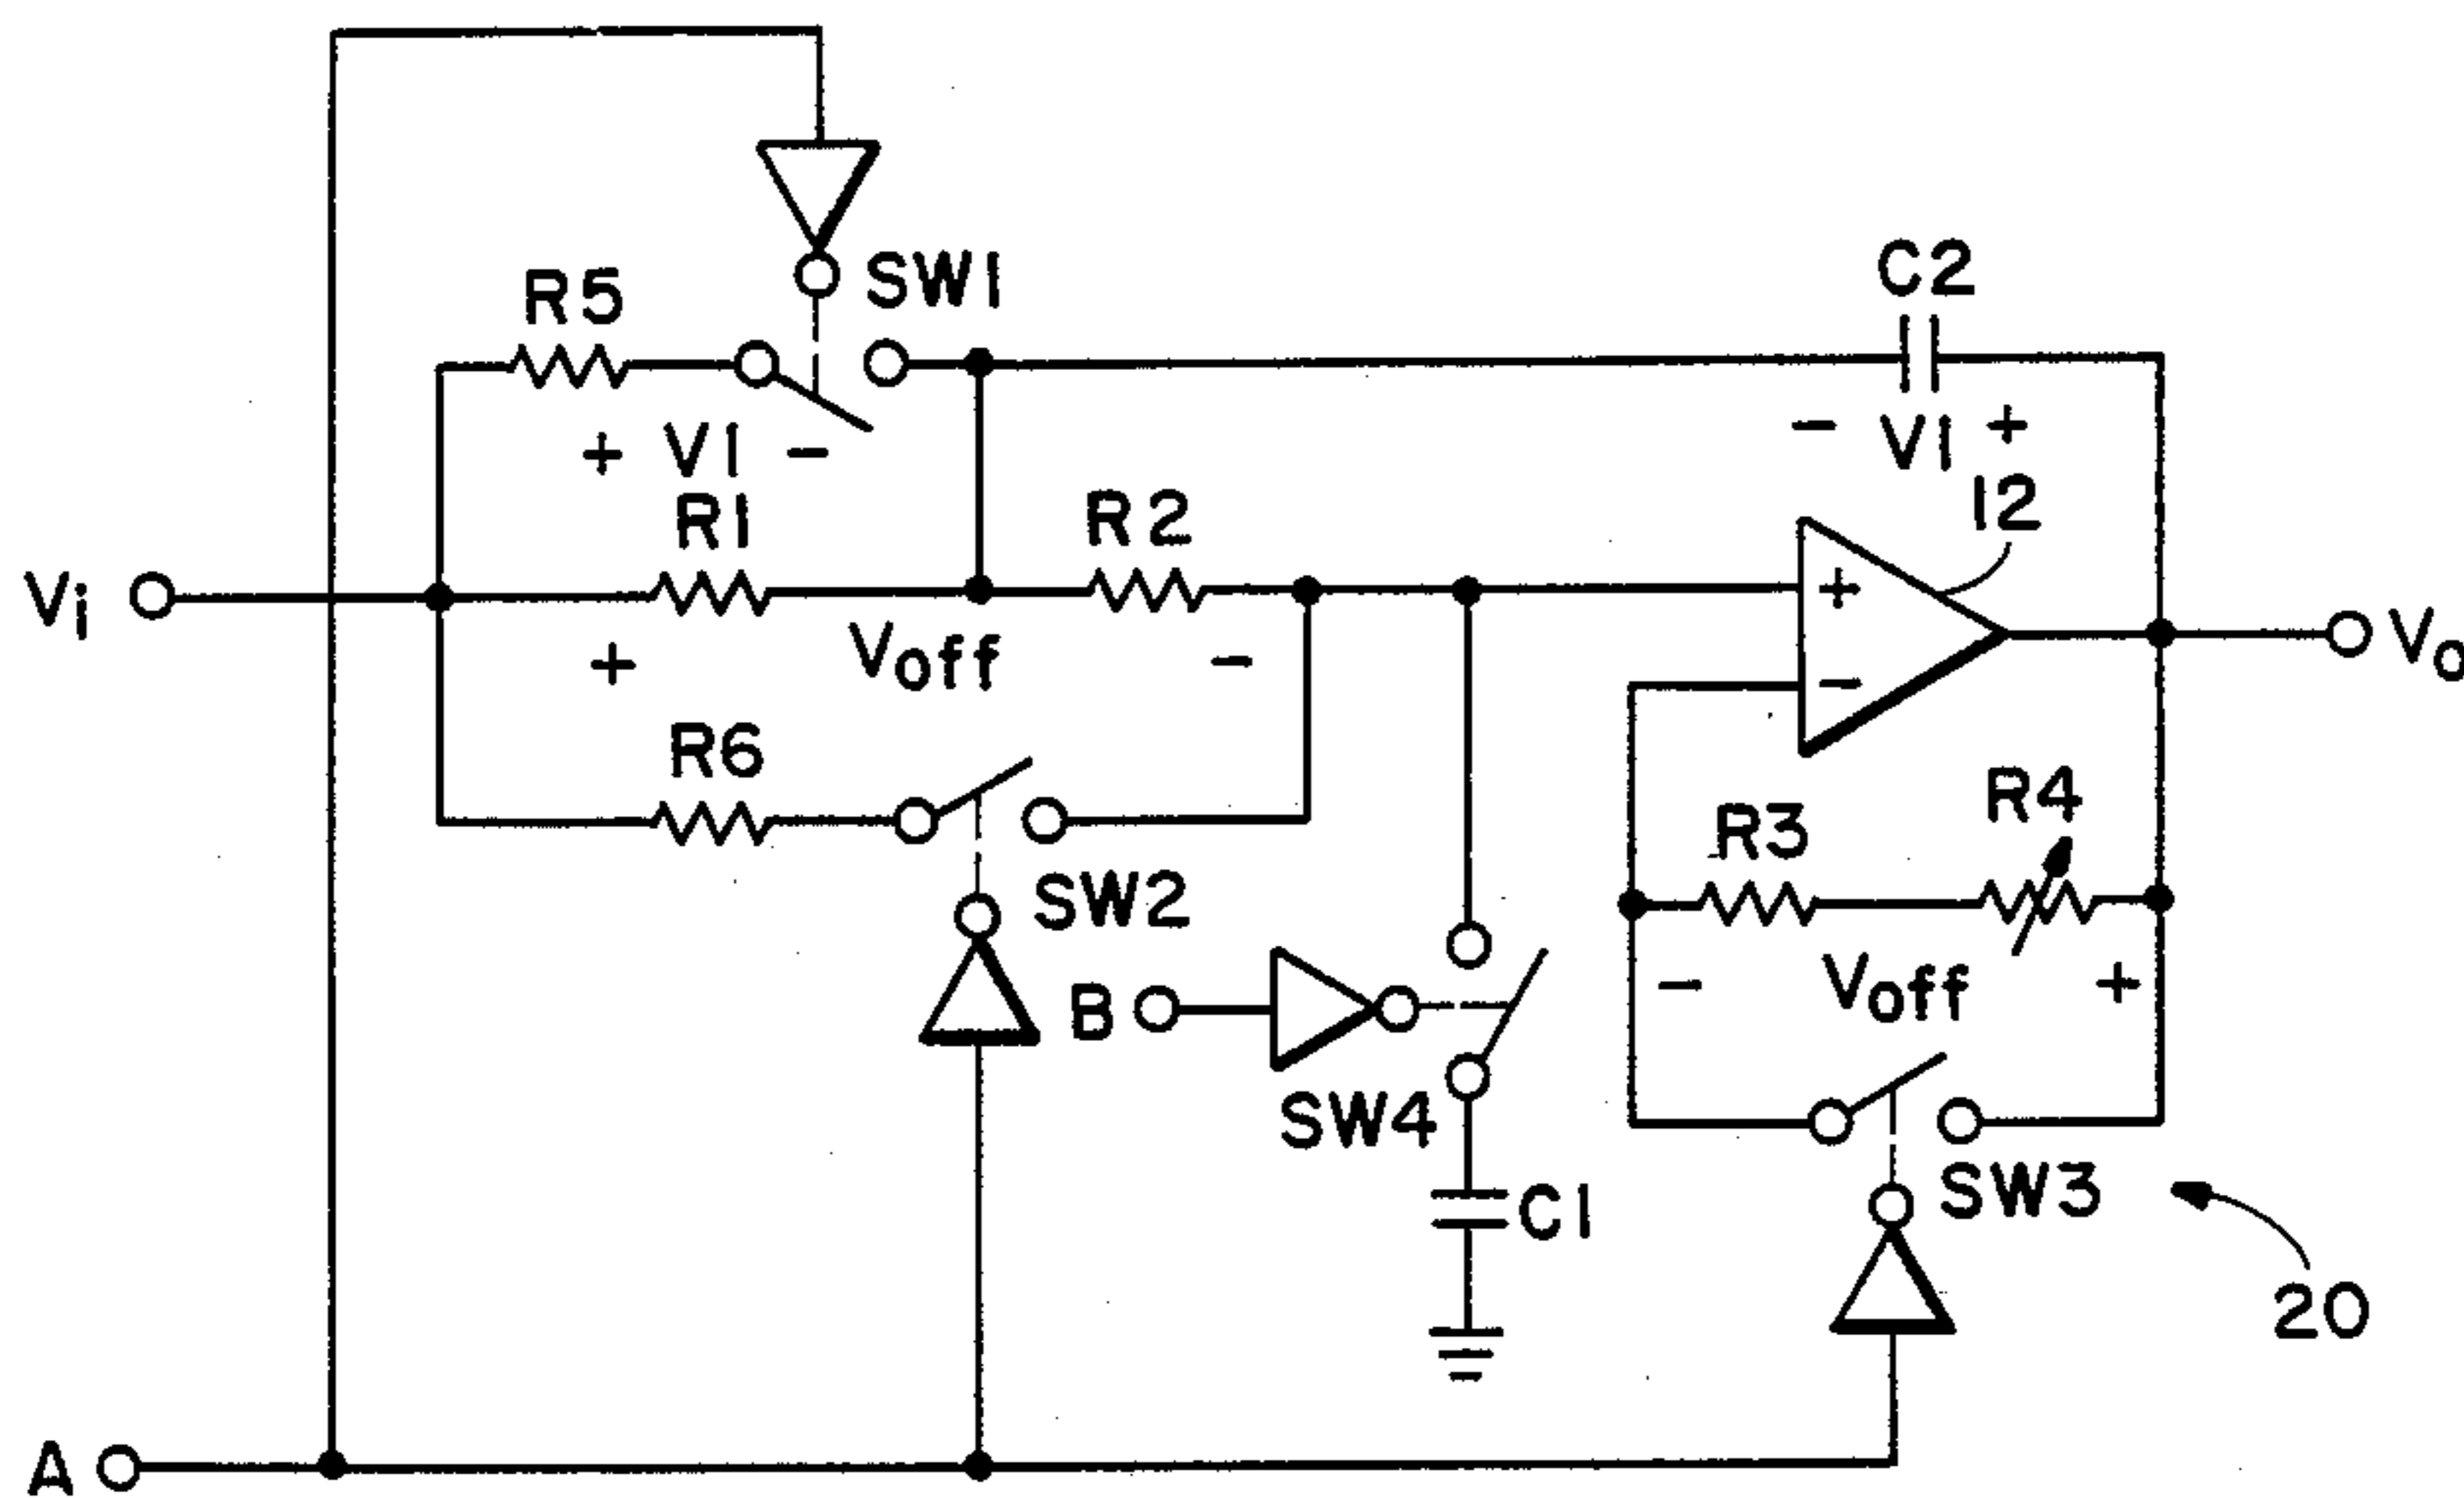 SW1
C2
R5
+ V1 -
- V1 +
12
R1
R2
Vi
+
Vo
+ Voff -
-
R6
R4
R3
SW2
B
- Voff +
SW4
SW3
C1
20
A